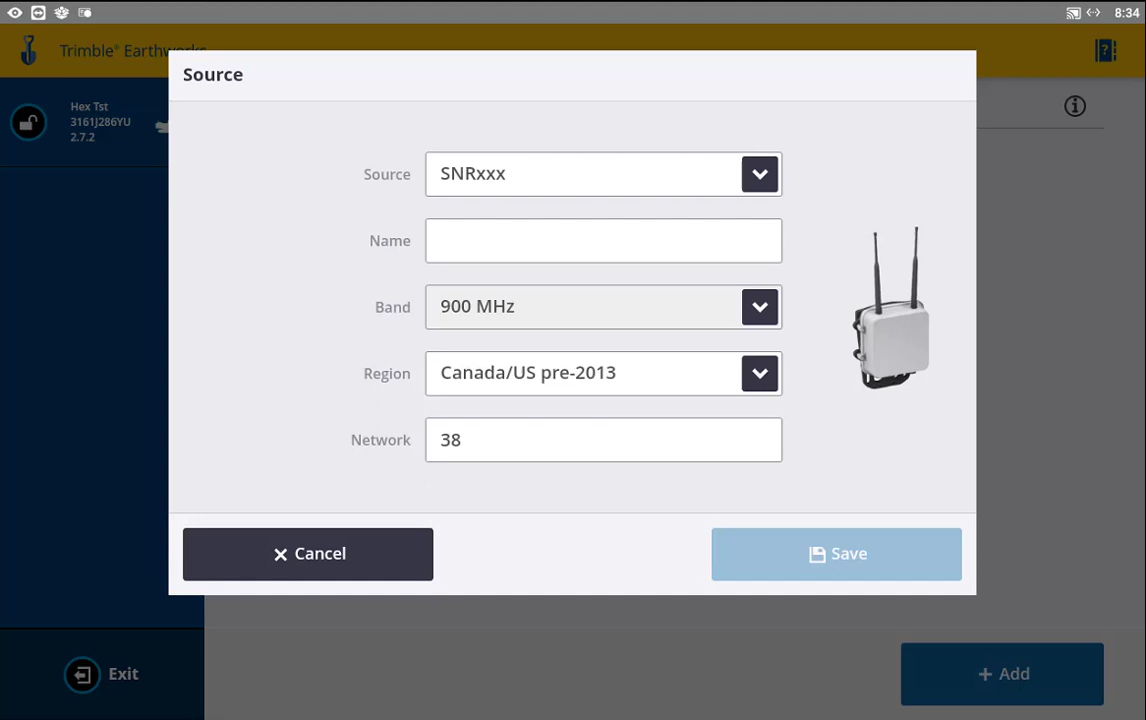 8:34
Trimble® Earthworks
Source
Hex Tst
3161J286YU
2.7.2
Source SNRxxx
Name
Band 900 MHz
Region Canada/US pre-2013
Network 38
Cancel
Save
Exit
+ Add